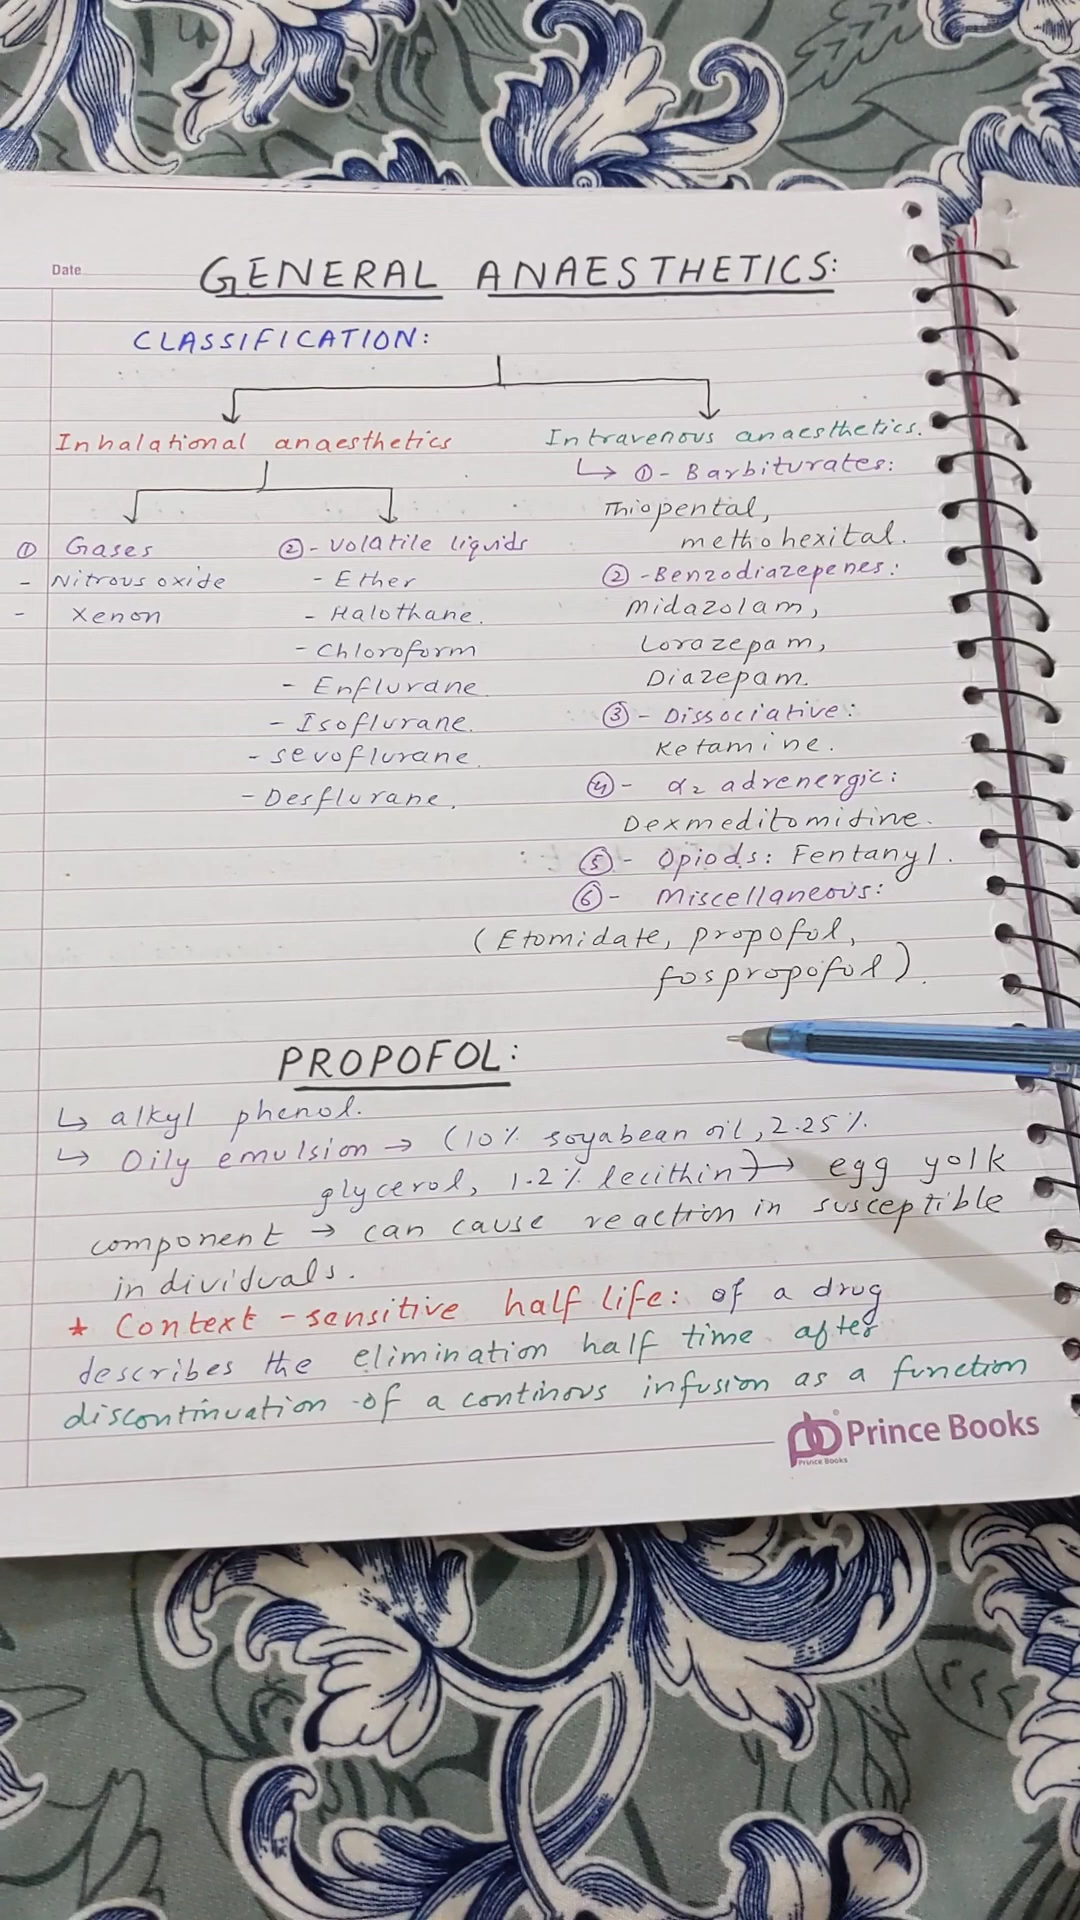 Date
GENERAL ANAESTHETICS:
CLASSIFICATION:
Inhalational anaesthetics
① Gases
- Nitrous oxide
- Xenon
② - Volatile liquids
- Ether
- Halothane.
- Chloroform
- Enflurane.
- Isoflurane.
- Sevoflurane.
- Desflurane.
Intravenous anaesthetics.
↳ ① - Barbiturates:
Thiopental,
methohexital.
② - Benzodiazepenes:
Midazolam,
Lorazepam,
Diazepam.
③ - Dissociative:
Ketamine.
④ - α2 adrenergic:
Dexmeditomidine.
⑤ - Opiods: Fentanyl.
⑥ - Miscellaneous:
(Etomidate, propofol,
fospropofol).
PROPOFOL:
↳ alkyl phenol.
↳ Oily emulsion → (10% soyabean oil, 2.25%
glycerol, 1.2% lecithin) → egg yolk
component → can cause reaction in susceptible
individuals.
* Context-sensitive half life: of a drug
describes the elimination half time after
discontinuation of a continous infusion as a function
Prince Books
Prince Books